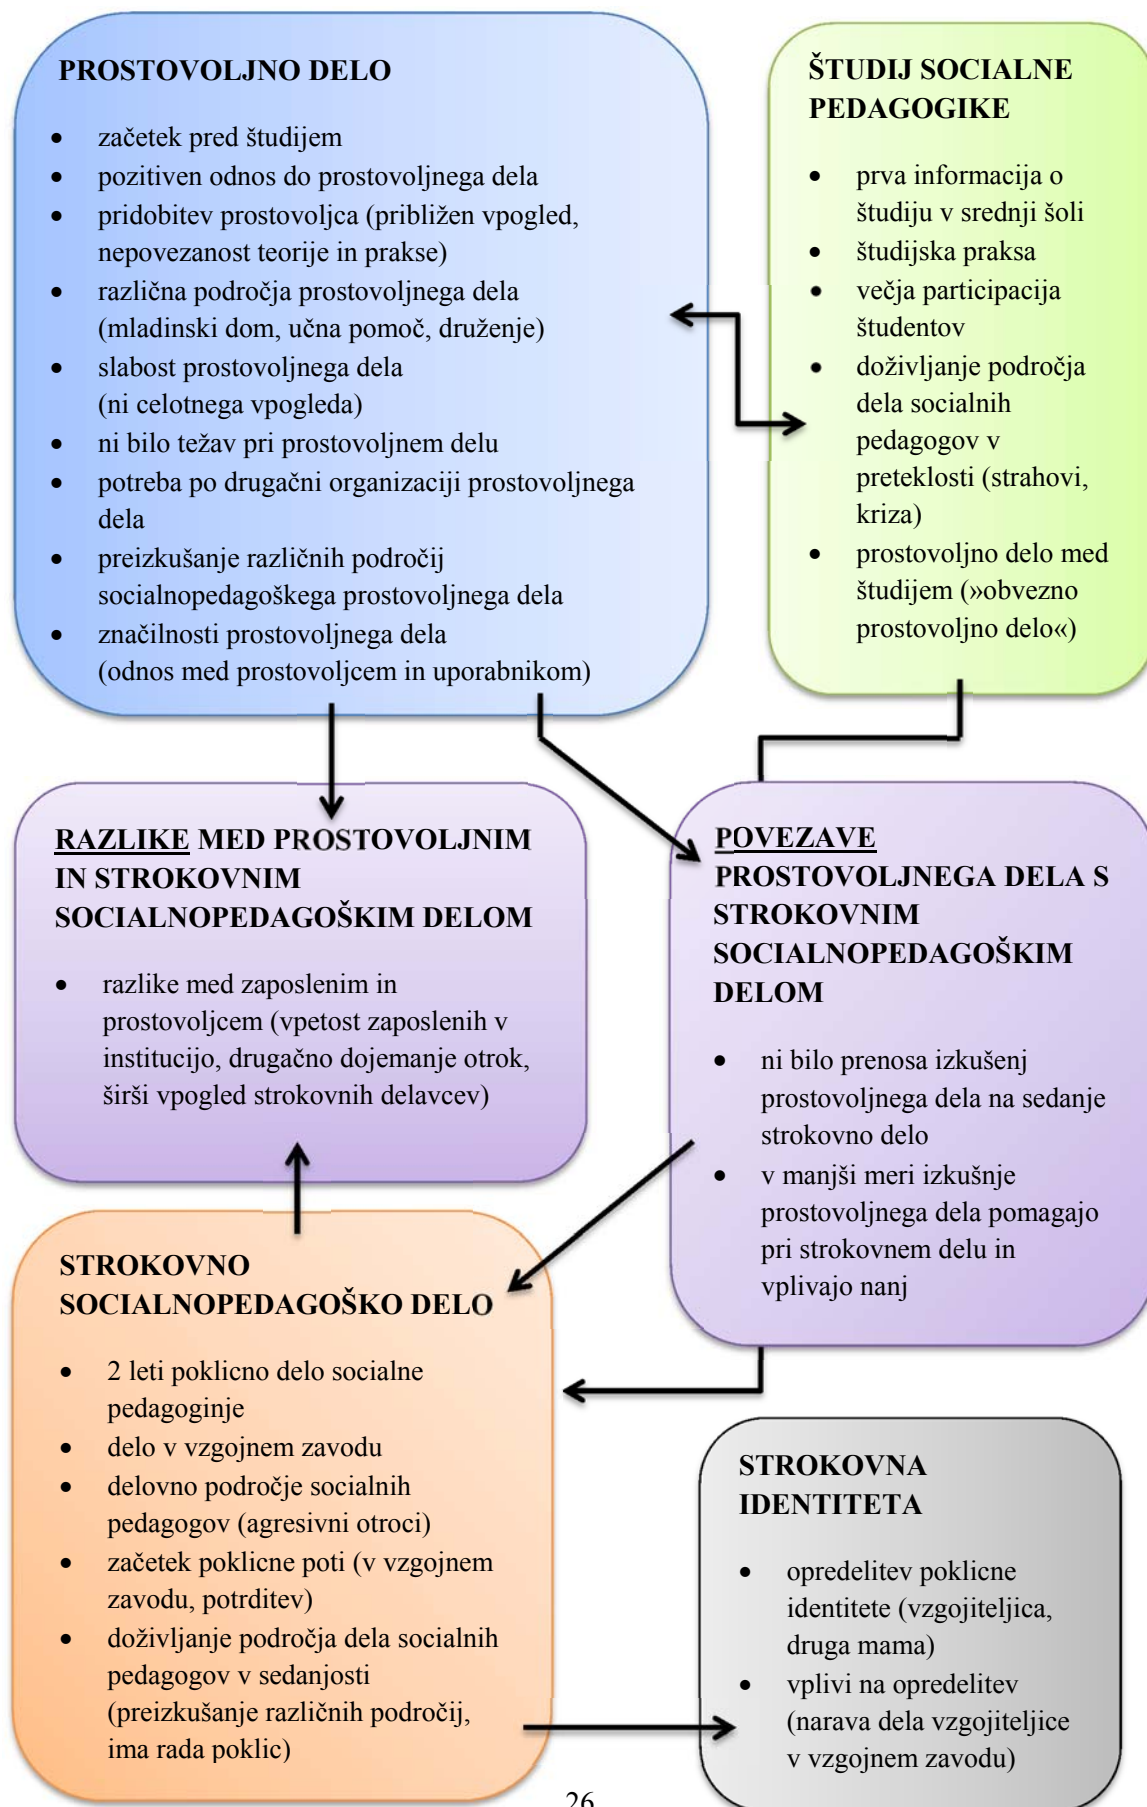 PROSTOVOLJNO DELO
• začetek pred študijem
• pozitiven odnos do prostovoljnega dela
• pridobitev prostovoljca (približen vpogled,
nepovezanost teorije in prakse)
• različna področja prostovoljnega dela
(mladinski dom, učna pomoč, druženje)
• slabost prostovoljnega dela
(ni celotnega vpogleda)
• ni bilo težav pri prostovoljnem delu
• potreba po drugačni organizaciji prostovoljnega
dela
• preizkušanje različnih področij
socialnopedagoškega prostovoljnega dela
• značilnosti prostovoljnega dela
(odnos med prostovoljcem in uporabnikom)
ŠTUDIJ SOCIALNE
PEDAGOGIKE
• prva informacija o
študiju v srednji šoli
• študijska praksa
• večja participacija
študentov
• doživljanje področja
dela socialnih
pedagogov v
preteklosti (strahovi,
kriza)
• prostovoljno delo med
študijem (»obvezno
prostovoljno delo«)
RAZLIKE MED PROSTOVOLJNIM
IN STROKOVNIM
SOCIALNOPEDAGOŠKIM DELOM
• razlike med zaposlenim in
prostovoljcem (vpetost zaposlenih v
institucijo, drugačno dojemanje otrok,
širši vpogled strokovnih delavcev)
POVEZAVE
PROSTOVOLJNEGA DELA S
STROKOVNIM
SOCIALNOPEDAGOŠKIM
DELOM
• ni bilo prenosa izkušenj
prostovoljnega dela na sedanje
strokovno delo
• v manjši meri izkušnje
prostovoljnega dela pomagajo
pri strokovnem delu in
vplivajo nanj
STROKOVNO
SOCIALNOPEDAGOŠKO DELO
• 2 leti poklicno delo socialne
pedagoginje
• delo v vzgojnem zavodu
• delovno področje socialnih
pedagogov (agresivni otroci)
• začetek poklicne poti (v vzgojnem
zavodu, potrditev)
• doživljanje področja dela socialnih
pedagogov v sedanjosti
(preizkušanje različnih področij,
ima rada poklic)
STROKOVNA
IDENTITETA
• opredelitev poklicne
identitete (vzgojiteljica,
druga mama)
• vplivi na opredelitev
(narava dela vzgojiteljice
v vzgojnem zavodu)
26